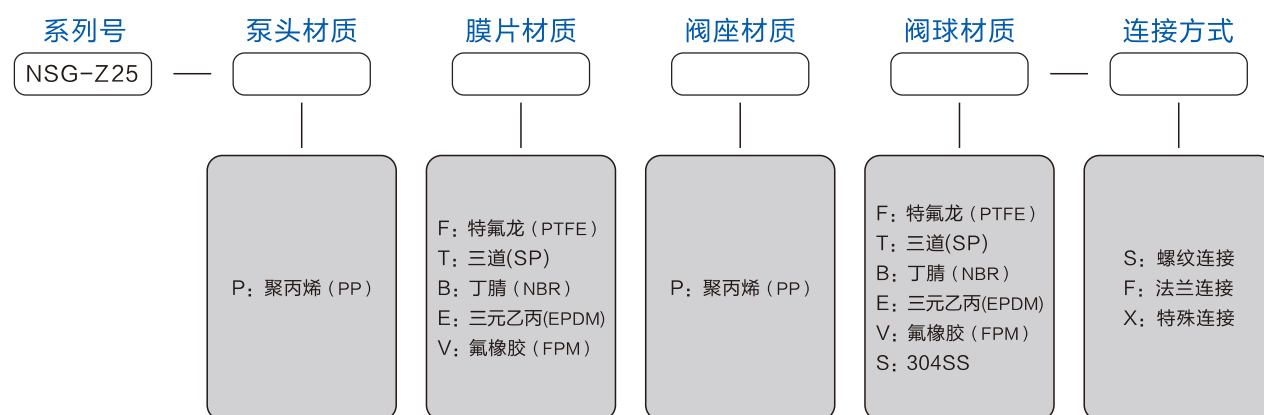 系列号
泵头材质
膜片材质
阀座材质
阀球材质
连接方式
NSG-Z25
P：聚丙烯（PP）
F：特氟龙（PTFE）
T：三道(SP)
B：丁腈（NBR）
E：三元乙丙(EPDM)
V：氟橡胶（FPM）
P：聚丙烯（PP）
F：特氟龙（PTFE）
T：三道(SP)
B：丁腈（NBR）
E：三元乙丙(EPDM)
V：氟橡胶（FPM）
S：304SS
S：螺纹连接
F：法兰连接
X：特殊连接